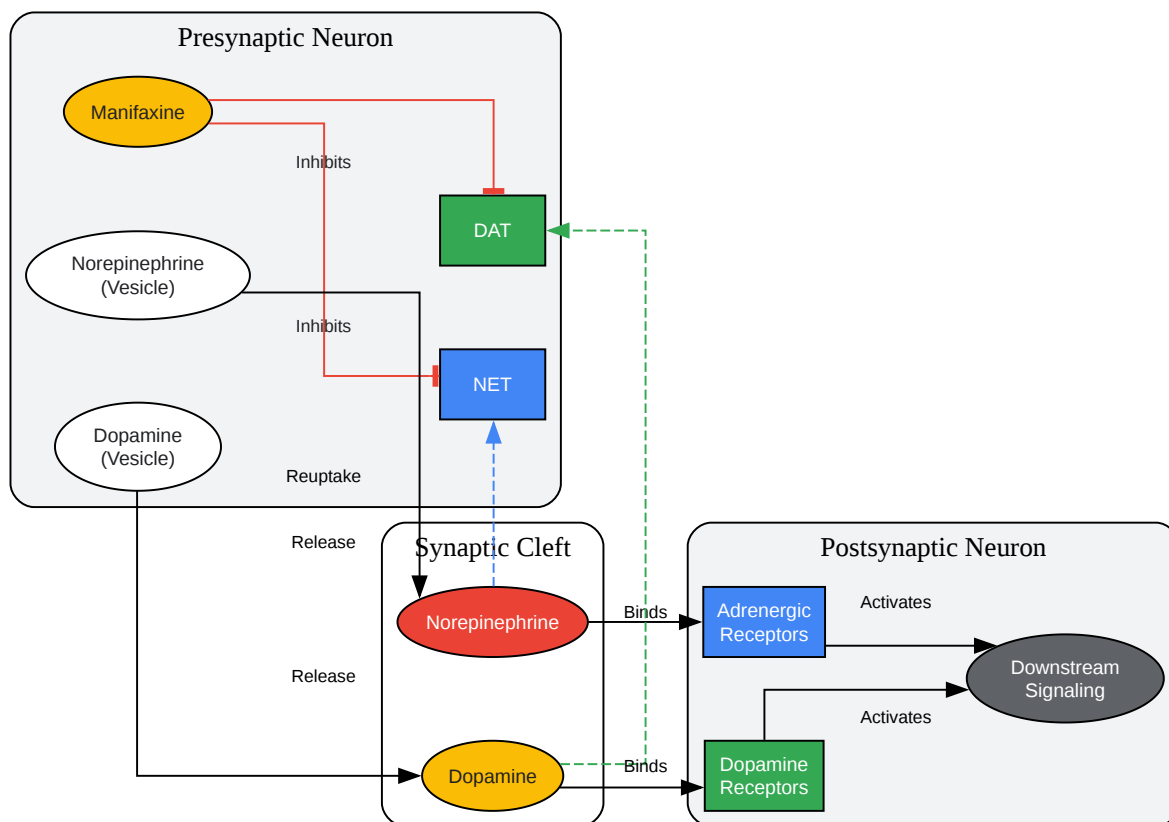 Presynaptic Neuron
Manifaxine
Inhibits
DAT
Norepinephrine
(Vesicle)
Inhibits
NET
Dopamine
(Vesicle)
Reuptake
Release
Synaptic Cleft
Postsynaptic Neuron
Norepinephrine
Binds
Adrenergic
Receptors
Activates
Downstream
Signaling
Release
Activates
Dopamine
Binds
Dopamine
Receptors